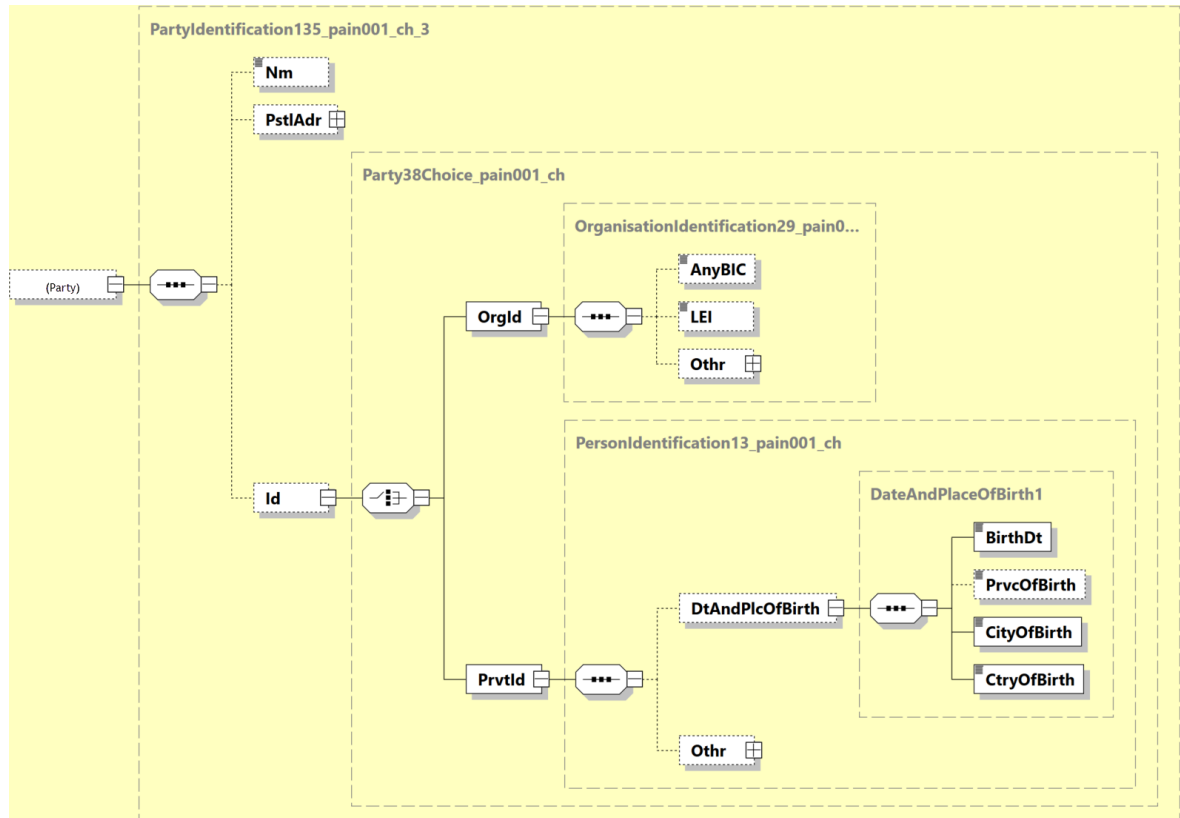 PartyIdentification135_pain001_ch_3
Nm
PstlAdr
Party38Choice_pain001_ch
OrganisationIdentification29_pain0...
AnyBIC
(Party)
OrgId
LEI
Othr
PersonIdentification13_pain001_ch
Id
DateAndPlaceOfBirth1
BirthDt
PrvcOfBirth
DtAndPlcOfBirth
CityOfBirth
PrvtId
CtryOfBirth
Othr